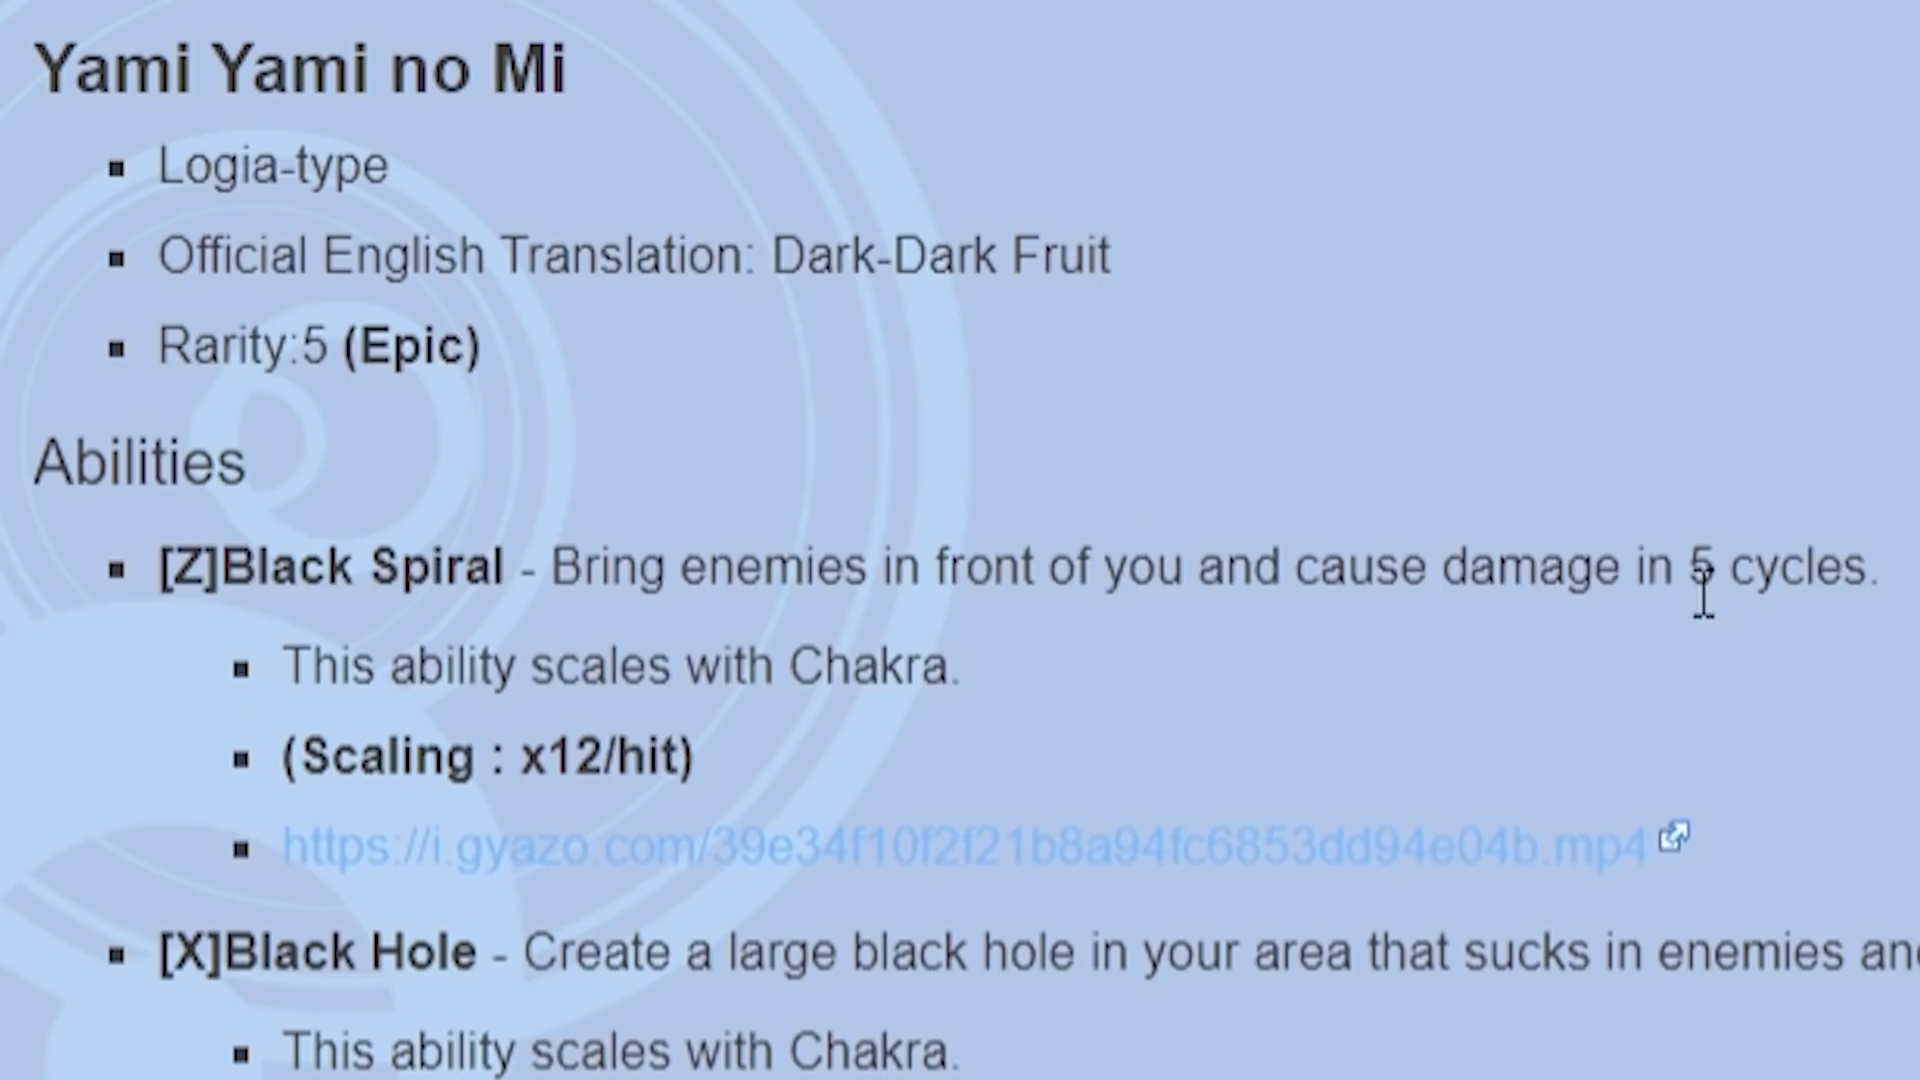 Yami Yami no Mi
Logia-type
Official English Translation: Dark-Dark Fruit
Rarity:5 (Epic)
Abilities
[Z]Black Spiral - Bring enemies in front of you and cause damage in 5 cycles.
This ability scales with Chakra.
(Scaling : x12/hit)
https://i.gyazo.com/39e34f10f2f21b8a94fc6853dd94e04b.mp4
[X]Black Hole - Create a large black hole in your area that sucks in enemies and
This ability scales with Chakra.